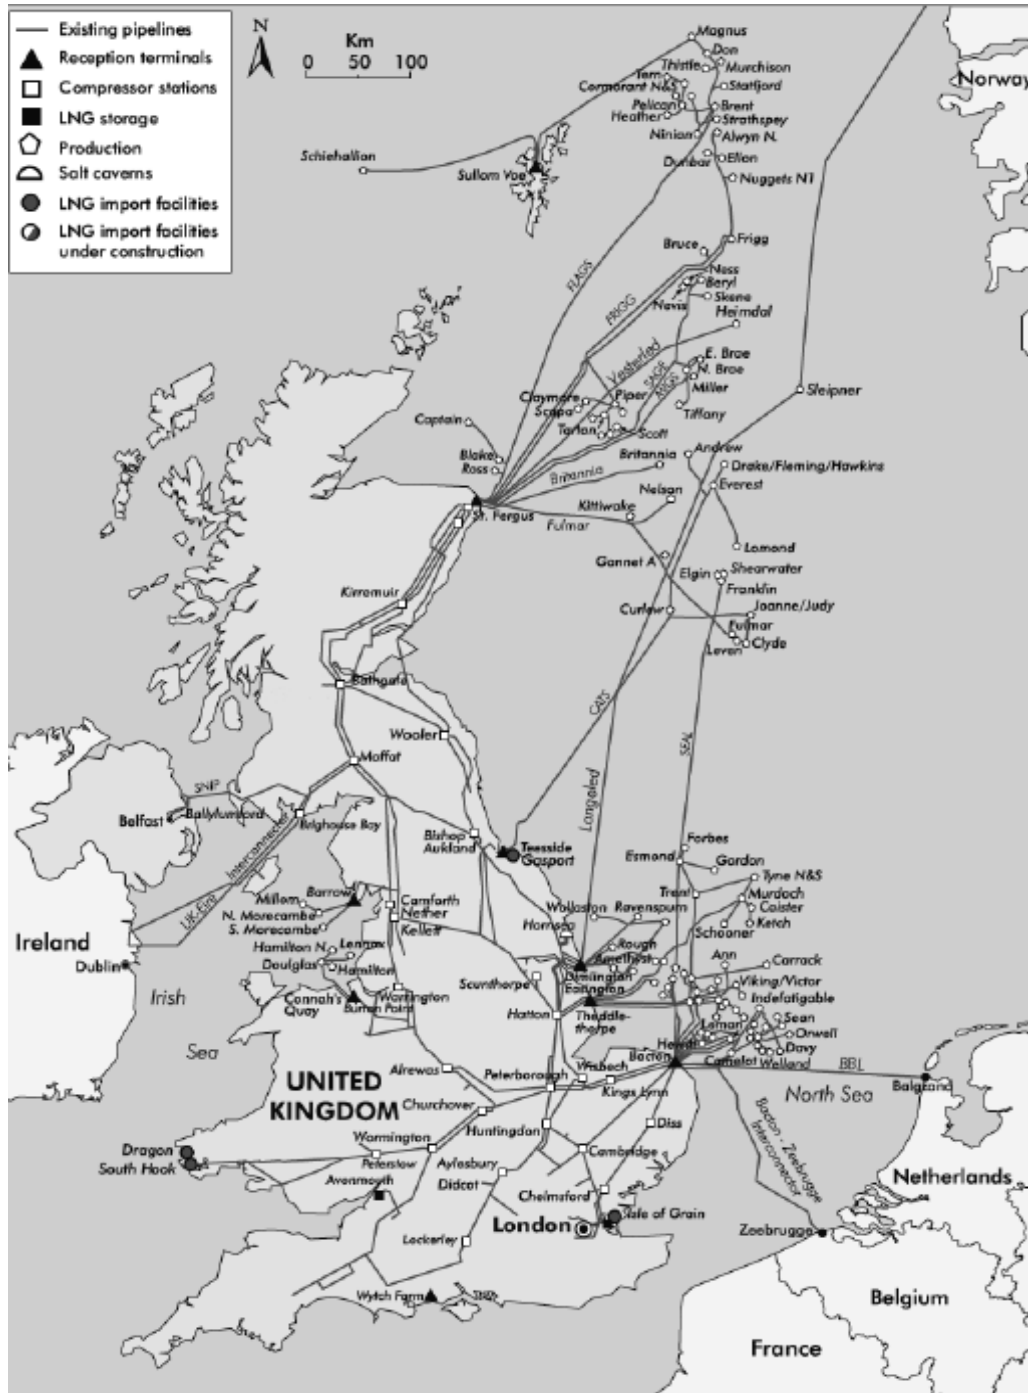 Existing pipelines
Reception terminals
Compressor stations
LNG storage
Production
Salt caverns
LNG import facilities
LNG import facilities
under construction
N
Km
0 50 100
Magnus
Don
Thistle
Murchison
Tern
Cormorant N&S
Statfjord
Pelican
Brent
Heather
Strathspey
Ninian
Alwyn N.
Dunbar
Ellon
Nuggets N1
Norway
Schiehallion
Sullom Voe
Bruce
Frigg
FLAGS
FRIGG
Ness
Beryl
Nevis
Skene
Heimdal
Vesterled
SAGE
MIGS
E. Brae
N. Brae
Miller
Tiffany
Sleipner
Claymore
Piper
Scapa
Tartan
Scott
Captain
Blake
Ross
Britannia
Britannia
Andrew
Drake/Fleming/Hawkins
Everest
Nelson
Kittiwake
St. Fergus
Fulmar
Lomond
Gannet A
Elgin
Shearwater
Franklin
Curlew
Joanne/Judy
Fulmar
Leven
Clyde
Kirremuir
Bathgate
Wooler
Moffat
CATS
SEAL
Langeled
SNIP
Belfast
Ballylumford
Brighouse Bay
UK-Eire
Interconnector
Bishop
Aukland
Teesside
Gasport
Forbes
Esmond
Gordon
Trent
Tyne N&S
Murdoch
Caister
Ketch
Schooner
Barrow
Millom
N. Morecambe
S. Morecambe
Camforth
Nether
Kellett
Wollaston
Ravenspurn
Hornsea
Rough
Amethest
Ireland
Dublin
Hamilton N.
Lennox
Douglas
Hamilton
Connah's
Quay
Burton Point
Warrington
Scunthorpe
Dimlington
Easington
Ann
Carrack
Viking/Victor
Indefatigable
Irish
Sea
Hatton
Theddle-
thorpe
Leman
Sean
Orwell
Hewett
Bacton
Davy
Camelot
Welland
BBL
Balgzand
North Sea
Alrewas
Peterborough
Wisbech
Kings Lynn
UNITED
KINGDOM
Churchover
Huntingdon
Diss
Bacton - Zeebrugge
Interconnector
Dragon
South Hook
Wormington
Peterstow
Aylesbury
Cambridge
Netherlands
Avonmouth
Didcot
Chelmsford
London
Isle of Grain
Zeebrugge
Lockerley
Wytch Farm
Belgium
France